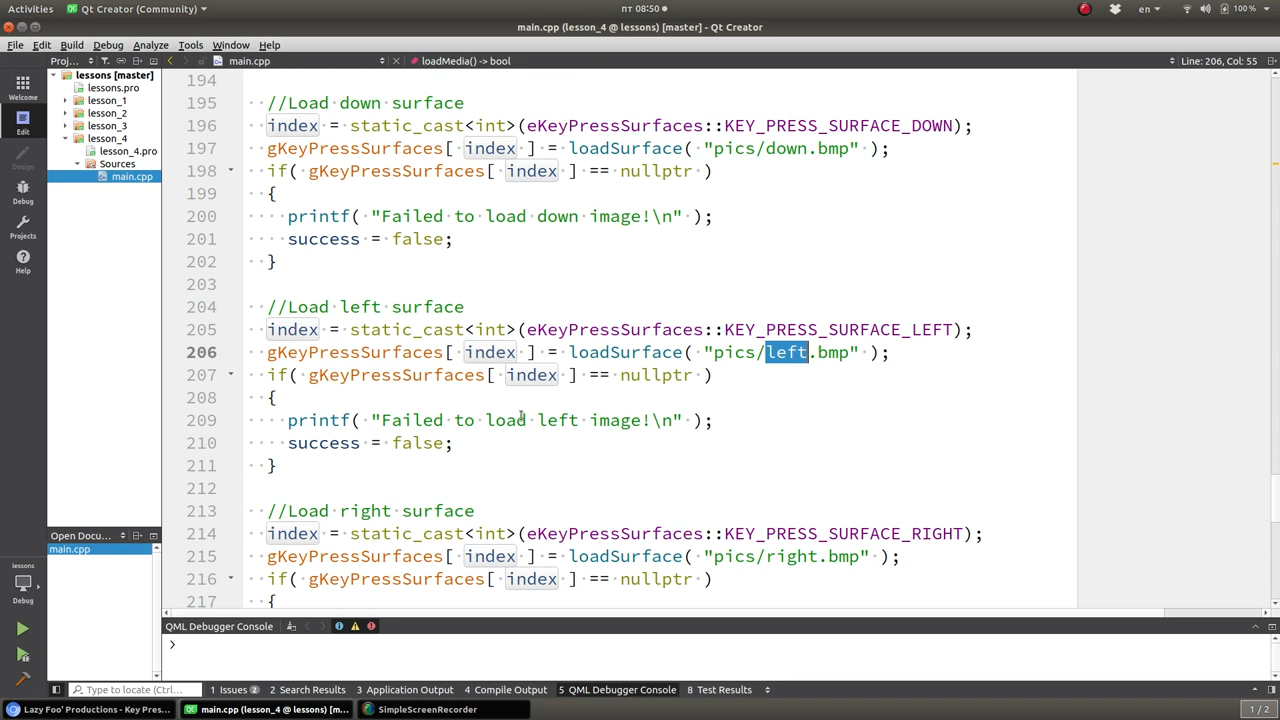 Activities Qt Creator (Community) пт 08:50 en 100 %
main.cpp (lesson_4 @ lessons) [master] - Qt Creator
File Edit Build Debug Analyze Tools Window Help
Proj... main.cpp loadMedia() -> bool Line: 206, Col: 55
Welcome
Edit
Design
Debug
Projects
Help
lessons
Debug
lessons [master]
lessons.pro
lesson_1
lesson_2
lesson_3
lesson_4
lesson_4.pro
Sources
main.cpp
Open Docu...
main.cpp
194
195 //Load down surface
196 index = static_cast<int>(eKeyPressSurfaces::KEY_PRESS_SURFACE_DOWN);
197 gKeyPressSurfaces[ index ] = loadSurface( "pics/down.bmp" );
198 if( gKeyPressSurfaces[ index ] == nullptr )
199 {
200 printf( "Failed to load down image!\n" );
201 success = false;
202 }
203
204 //Load left surface
205 index = static_cast<int>(eKeyPressSurfaces::KEY_PRESS_SURFACE_LEFT);
206 gKeyPressSurfaces[ index ] = loadSurface( "pics/left.bmp" );
207 if( gKeyPressSurfaces[ index ] == nullptr )
208 {
209 printf( "Failed to load left image!\n" );
210 success = false;
211 }
212
213 //Load right surface
214 index = static_cast<int>(eKeyPressSurfaces::KEY_PRESS_SURFACE_RIGHT);
215 gKeyPressSurfaces[ index ] = loadSurface( "pics/right.bmp" );
216 if( gKeyPressSurfaces[ index ] == nullptr )
217 {
QML Debugger Console
>
Type to locate (Ctrl... 1 Issues 2 2 Search Results 3 Application Output 4 Compile Output 5 QML Debugger Console 8 Test Results
Lazy Foo' Productions - Key Pres... main.cpp (lesson_4 @ lessons) [m... SimpleScreenRecorder 1 / 2